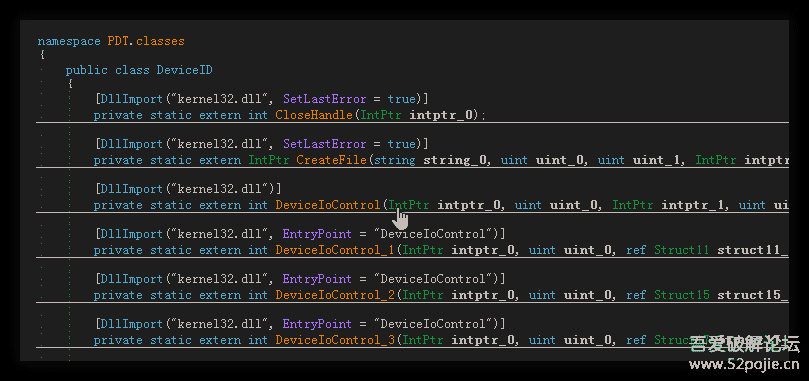 namespace PDT.classes
{
public class DeviceID
{
[DllImport("kernel32.dll", SetLastError = true)]
private static extern int CloseHandle(IntPtr intptr_0);
[DllImport("kernel32.dll", SetLastError = true)]
private static extern IntPtr CreateFile(string string_0, uint uint_0, uint uint_1, IntPtr intptr
[DllImport("kernel32.dll")]
private static extern int DeviceIoControl(IntPtr intptr_0, uint uint_0, IntPtr intptr_1, uint ui
[DllImport("kernel32.dll", EntryPoint = "DeviceIoControl")]
private static extern int DeviceIoControl_1(IntPtr intptr_0, uint uint_0, ref Struct11 struct11_
[DllImport("kernel32.dll", EntryPoint = "DeviceIoControl")]
private static extern int DeviceIoControl_2(IntPtr intptr_0, uint uint_0, ref Struct15 struct15_
[DllImport("kernel32.dll", EntryPoint = "DeviceIoControl")]
private static extern int DeviceIoControl_3(IntPtr intptr_0, uint uint_0, ref
吾爱破解论坛
www.52pojie.cn